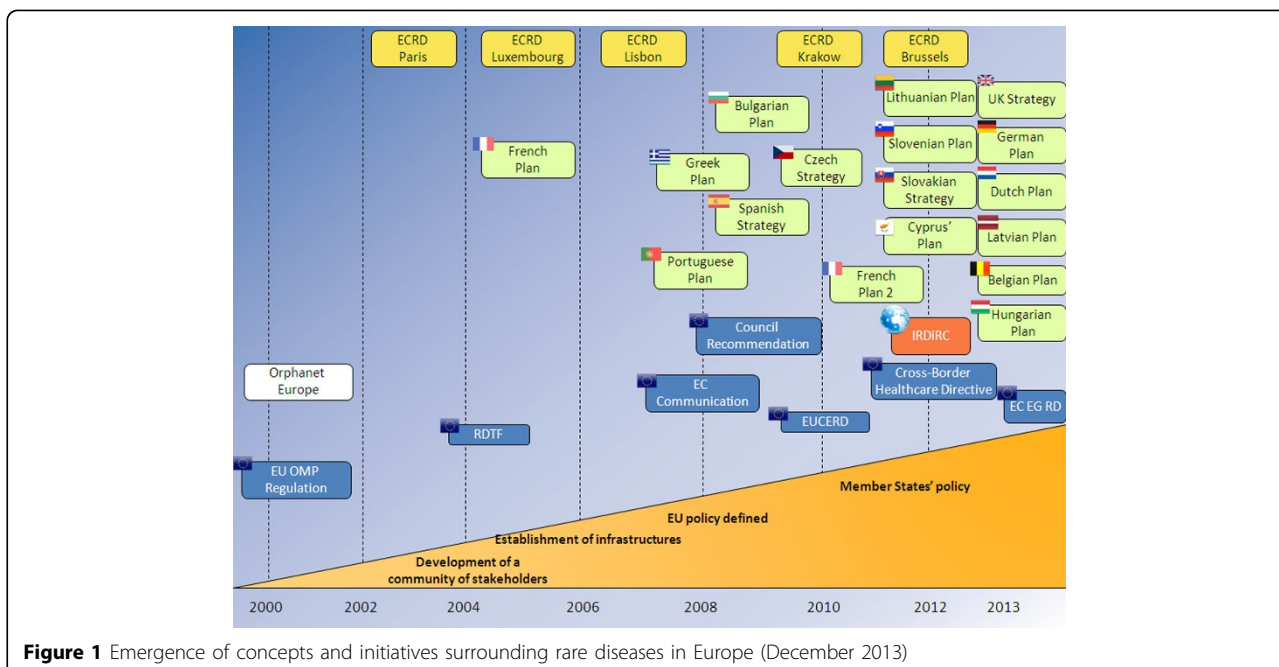 ECRD
Paris
ECRD
Luxembourg
ECRD
Lisbon
ECRD
Krakow
ECRD
Brussels
Lithuanian Plan
UK Strategy
Bulgarian
Plan
French
Plan
Slovenian Plan
German
Plan
Greek
Plan
Czech
Strategy
Slovakian
Strategy
Dutch Plan
Spanish
Strategy
Cyprus'
Plan
Latvian Plan
Portuguese
Plan
French
Plan 2
Belgian Plan
Council
Recommendation
IRDiRC
Hungarian
Plan
Orphanet
Europe
EC
Communication
Cross-Border
Healthcare Directive
EC EG RD
RDTF
EUCERD
EU OMP
Regulation
Member States' policy
EU policy defined
Establishment of infrastructures
Development of a
community of stakeholders
2000 2002 2004 2006 2008 2010 2012 2013
Figure 1 Emergence of concepts and initiatives surrounding rare diseases in Europe (December 2013)